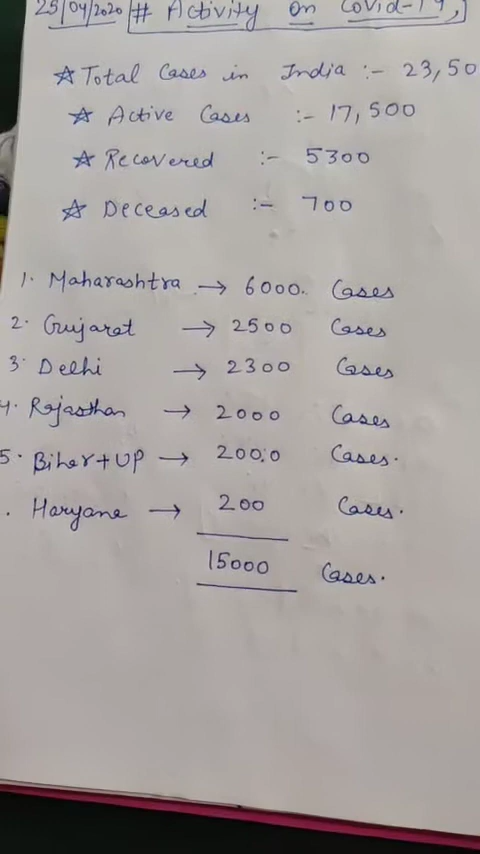 25/04/2020 # Activity on Covid-19,
☆ Total Cases in India :- 23,50
☆ Active Cases :- 17,500
☆ Recovered :- 5300
☆ Deceased :- 700
1. Maharashtra → 6000. Cases
2. Gujarat → 2500 Cases
3. Delhi → 2300 Cases
4. Rajasthan → 2000 Cases
5. Bihar+UP → 2000 Cases.
. Haryana → 200 Cases.
15000 Cases.